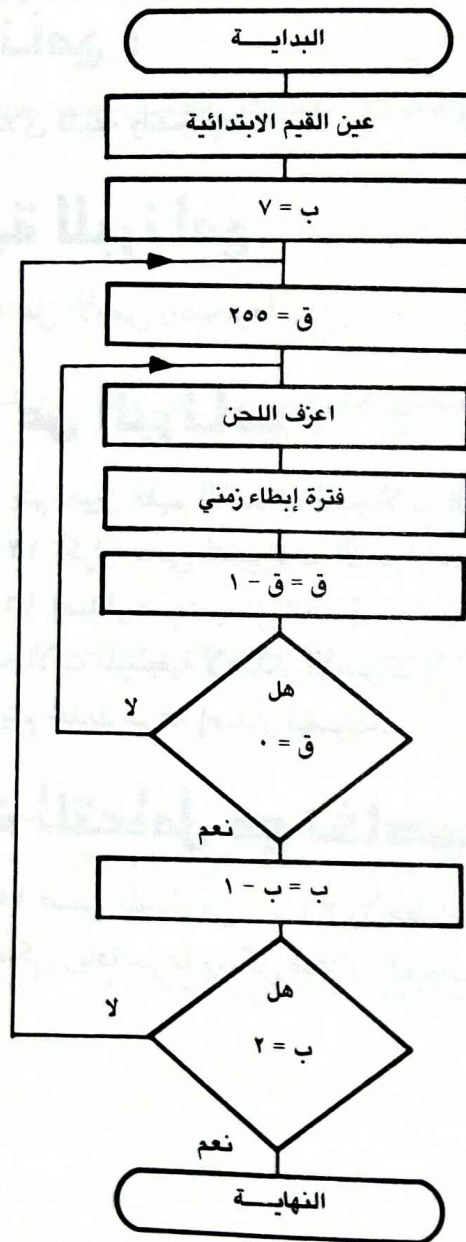 البداية
عين القيم الابتدائية
ب = ٧
ق = ٢٥٥
اعزف اللحن
فترة إبطاء زمني
ق = ق - ١
هل
ق = ٠
لا
نعم
ب = ب - ١
هل
ب = ٢
لا
نعم
النهاية